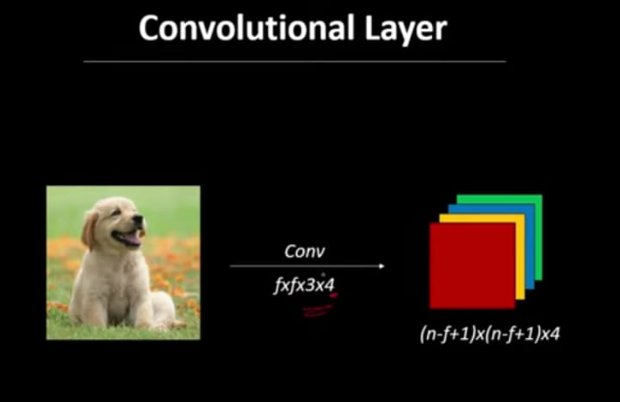 Convolutional Layer
Conv
fxfx3x4
(n-f+1)x(n-f+1)x4